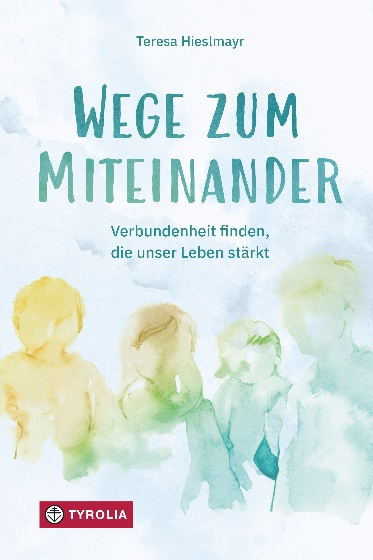 Teresa Hieslmayr
WEGE ZUM
MITEINANDER
Verbundenheit finden,
die unser Leben stärkt
TYROLIA